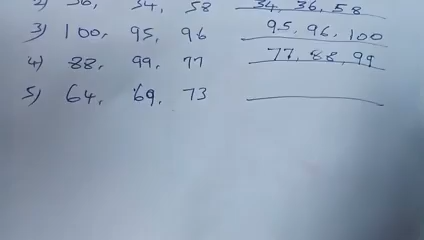 2) 36, 34, 58 34, 36, 58
3) 100, 95, 96 95, 96, 100
4) 88, 99, 77 77, 88, 99
5) 64, 69, 73